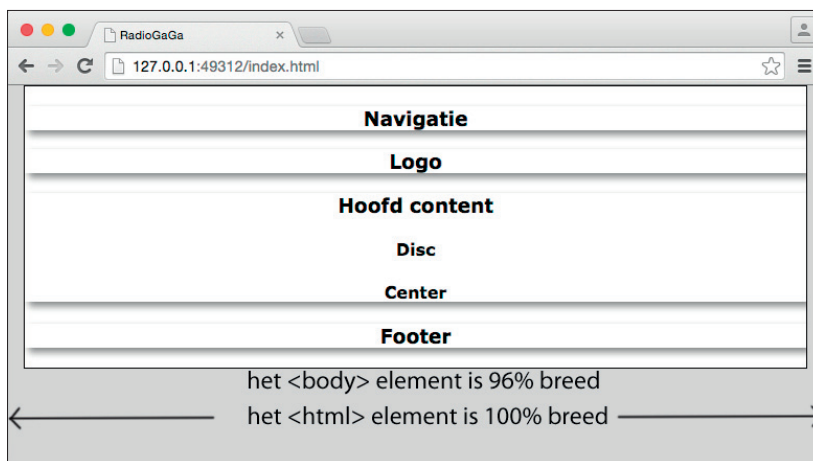 RadioGaGa
127.0.0.1:49312/index.html
Navigatie
Logo
Hoofd content
Disc
Center
Footer
het <body> element is 96% breed
het <html> element is 100% breed